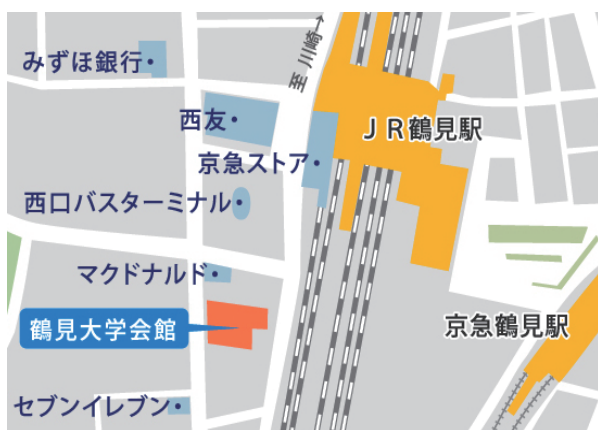 至 川崎→
みずほ銀行
西友
JR鶴見駅
京急ストア
西口バスターミナル
マクドナルド
鶴見大学会館
京急鶴見駅
セブンイレブン